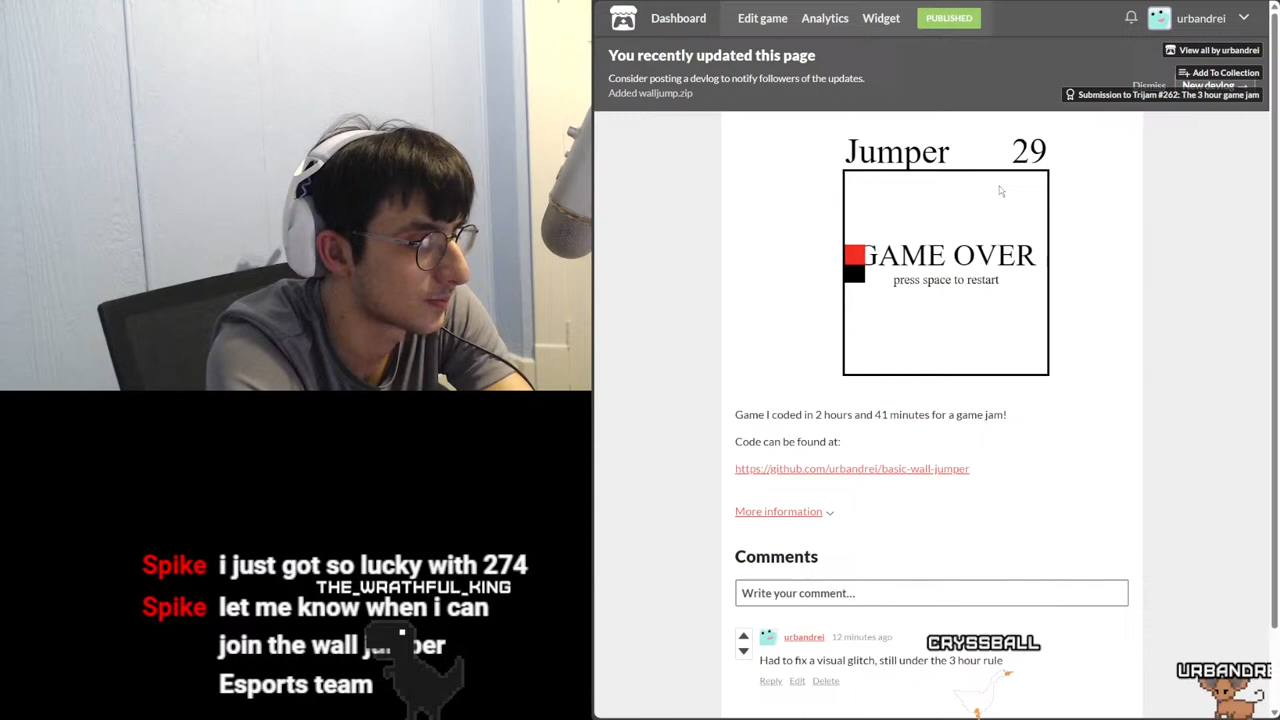 Dashboard
Edit game
Analytics
Widget
PUBLISHED
urbandrei
You recently updated this page
View all by urbandrei
Consider posting a devlog to notify followers of the updates.
Add To Collection
Dismiss
New devlog →
Added walljump.zip
Submission to Trijam #262: The 3 hour game jam
Jumper 29
GAME OVER
press space to restart
Game I coded in 2 hours and 41 minutes for a game jam!
Code can be found at:
https://github.com/urbandrei/basic-wall-jumper
More information
Comments
Write your comment...
urbandrei 12 minutes ago
Had to fix a visual glitch, still under the 3 hour rule
Reply Edit Delete
Spike i just got so lucky with 274
THE_WRATHFUL_KING
Spike let me know when i can
join the wall jumper
Esports team
CRYSSBALL
URBANDRE